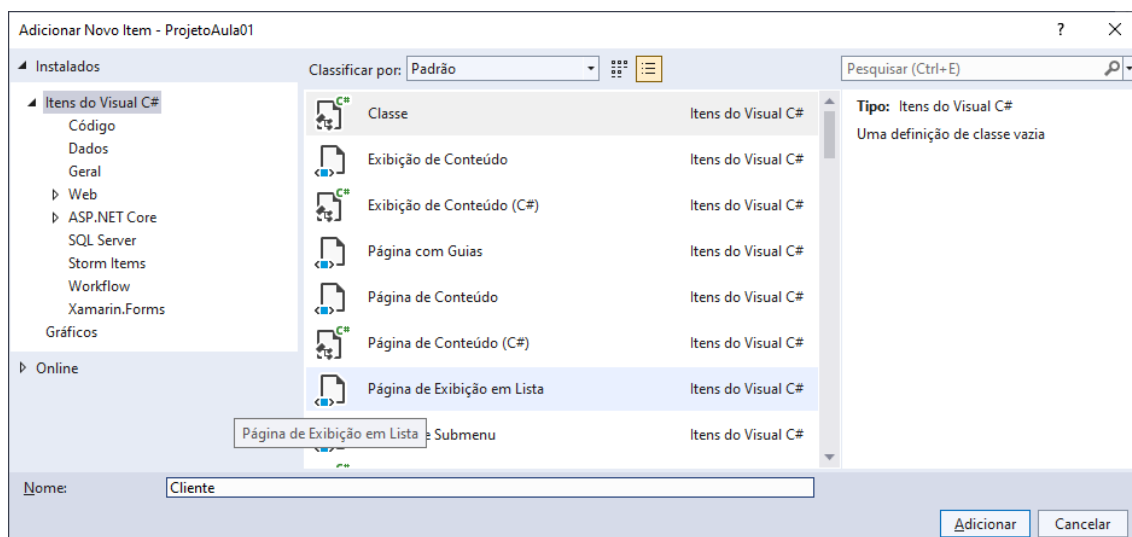 Adicionar Novo Item - ProjetoAula01
?
Instalados
Classificar por: Padrão
Pesquisar (Ctrl+E)
Itens do Visual C#
Código
Dados
Geral
Web
ASP.NET Core
SQL Server
Storm Items
Workflow
Xamarin.Forms
Gráficos
Online
C# Classe Itens do Visual C#
Exibição de Conteúdo Itens do Visual C#
C# Exibição de Conteúdo (C#) Itens do Visual C#
Página com Guias Itens do Visual C#
Página de Conteúdo Itens do Visual C#
C# Página de Conteúdo (C#) Itens do Visual C#
Página de Exibição em Lista Itens do Visual C#
Página de Exibição em Lista
e Submenu Itens do Visual C#
Tipo: Itens do Visual C#
Uma definição de classe vazia
Nome: Cliente
Adicionar Cancelar